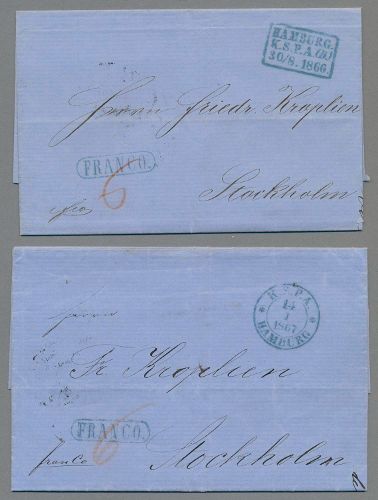 HAMBURG.
K.S.P.A.(D)
30/8.1866.
Herrn Friedr. Kroplien
FRANCO.
6
Stockholm
fco
K.S.P.A.
14
1
1867
HAMBURG
Herrn
Fr Kroplien
FRANCO.
6
franco
Stockholm